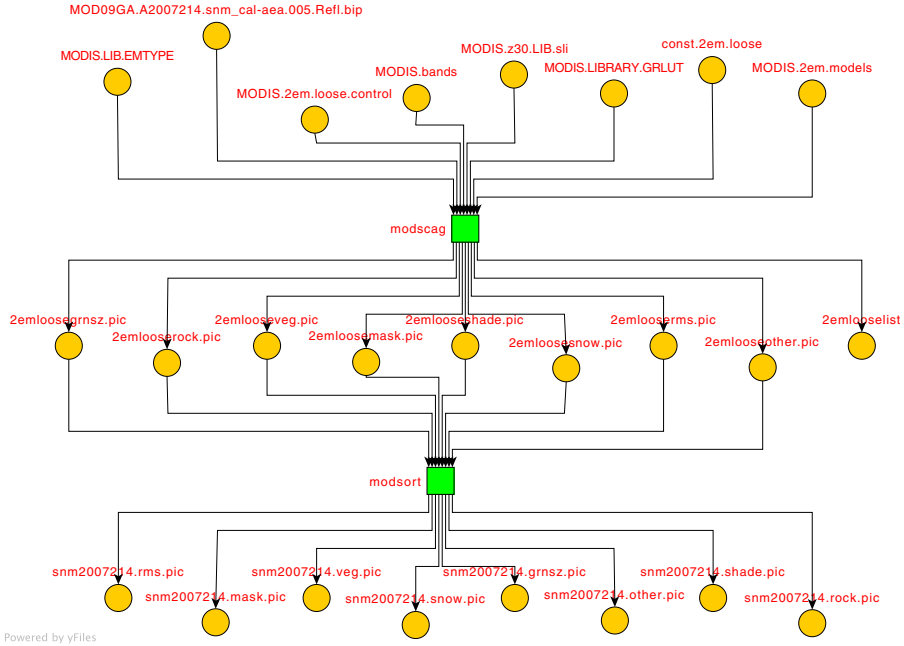 MOD09GA.A2007214.snm_cal-aea.005.Refl.bip
MODIS.LIB.EMTYPE
MODIS.2em.loose.control
MODIS.bands
MODIS.z30.LIB.sli
MODIS.LIBRARY.GRLUT
const.2em.loose
MODIS.2em.models
modscag
2emloosegrnsz.pic
2emlooserock.pic
2emlooseveg.pic
2emloosemask.pic
2emlooseshade.pic
2emloosesnow.pic
2emlooserms.pic
2emlooseother.pic
2emlooselist
modsort
snm2007214.rms.pic
snm2007214.mask.pic
snm2007214.veg.pic
snm2007214.snow.pic
snm2007214.grnsz.pic
snm2007214.other.pic
snm2007214.shade.pic
snm2007214.rock.pic
Powered by yFiles